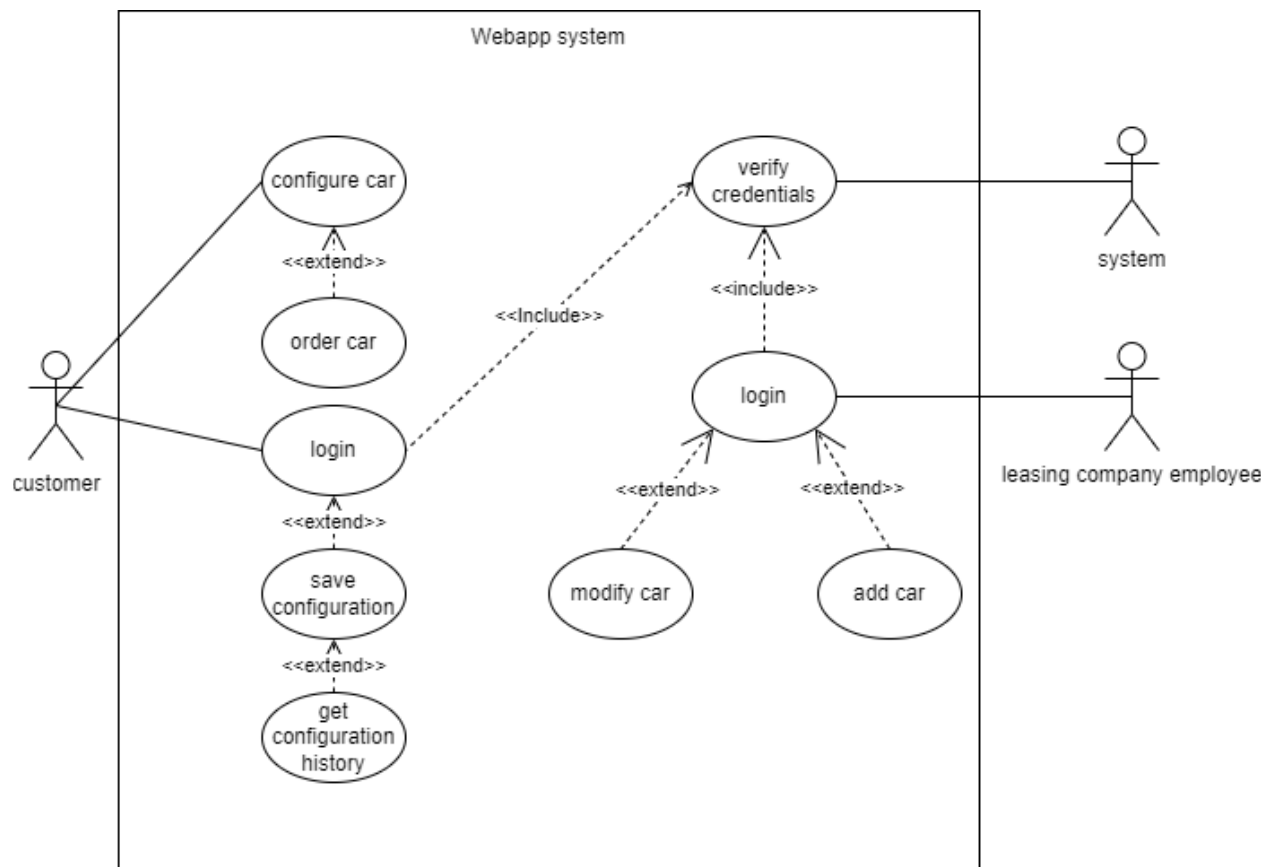 Webapp system
configure car
<<extend>>
order car
login
<<extend>>
save
configuration
<<extend>>
get
configuration
history
customer
<<Include>>
verify
credentials
<<include>>
login
<<extend>>
<<extend>>
modify car
add car
system
leasing company employee